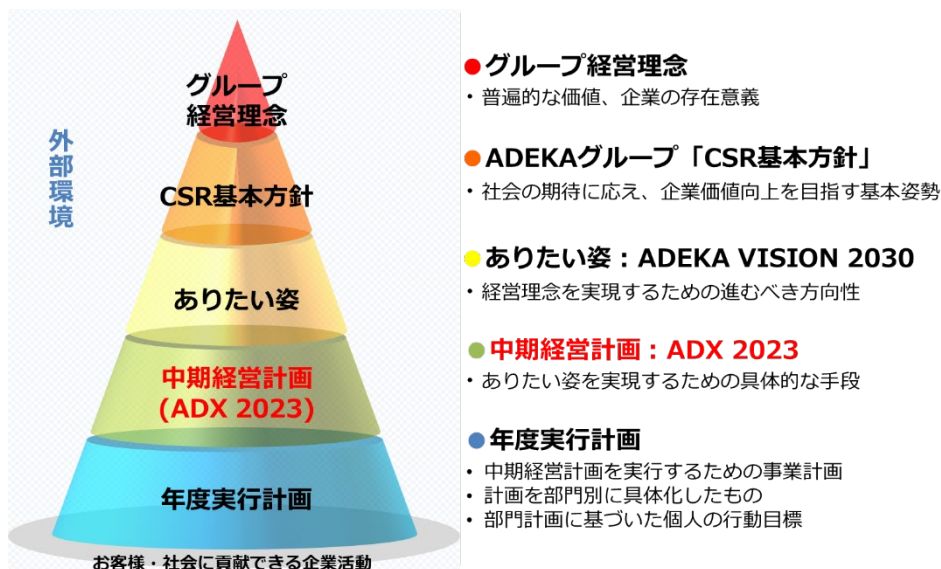 外部環境
グループ
経営理念
CSR基本方針
ありたい姿
中期経営計画
(ADX 2023)
年度実行計画
お客様・社会に貢献できる企業活動
●グループ経営理念
・普遍的な価値、企業の存在意義
●ADEKAグループ「CSR基本方針」
・社会の期待に応え、企業価値向上を目指す基本姿勢
●ありたい姿：ADEKA VISION 2030
・経営理念を実現するための進むべき方向性
●中期経営計画：ADX 2023
・ありたい姿を実現するための具体的な手段
●年度実行計画
・中期経営計画を実行するための事業計画
・計画を部門別に具体化したもの
・部門計画に基づいた個人の行動目標